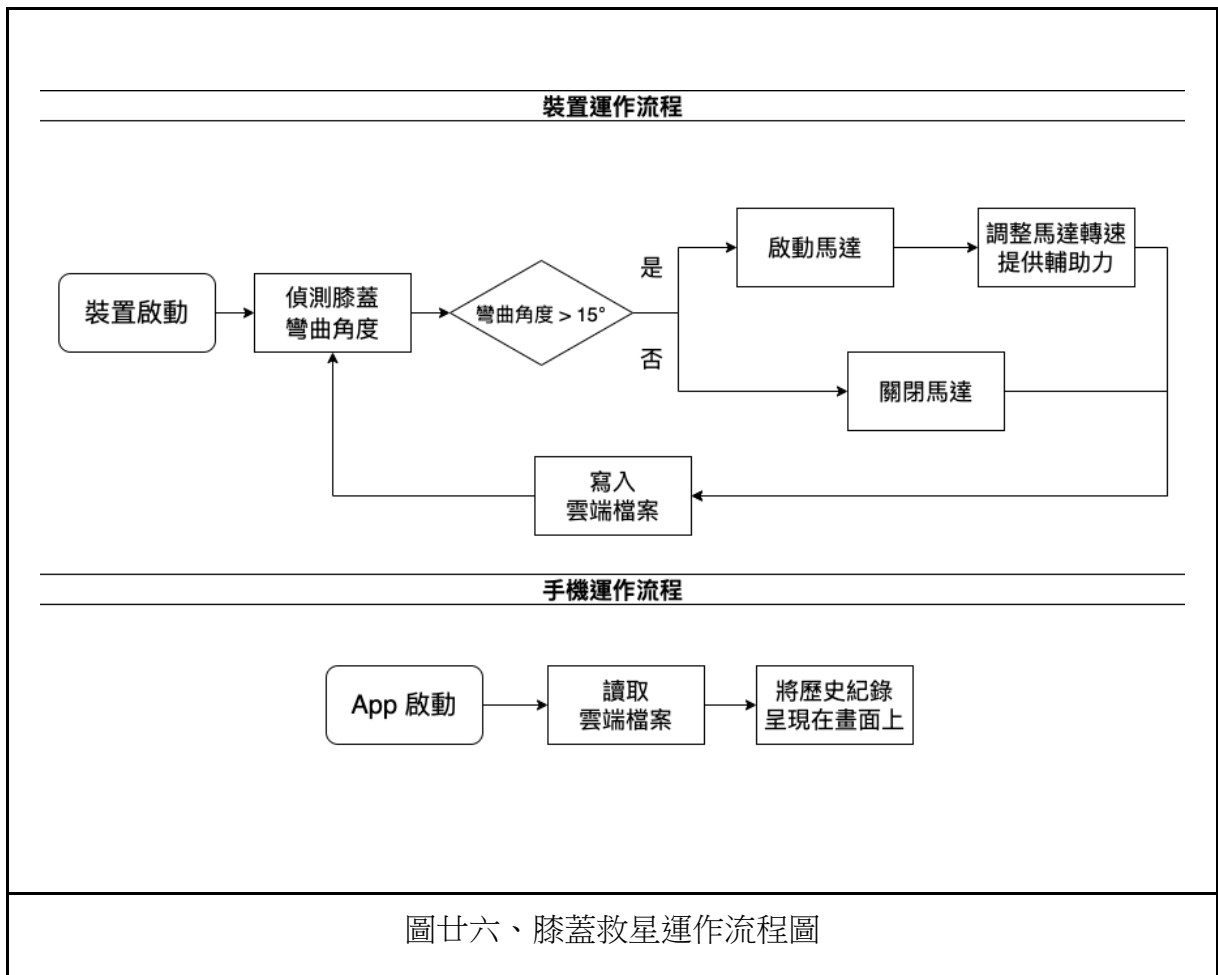 裝置運作流程
裝置啟動
偵測膝蓋
彎曲角度
彎曲角度 > 15°
是
否
啟動馬達
調整馬達轉速
提供輔助力
關閉馬達
寫入
雲端檔案
手機運作流程
App 啟動
讀取
雲端檔案
將歷史紀錄
呈現在畫面上
圖廿六、膝蓋救星運作流程圖